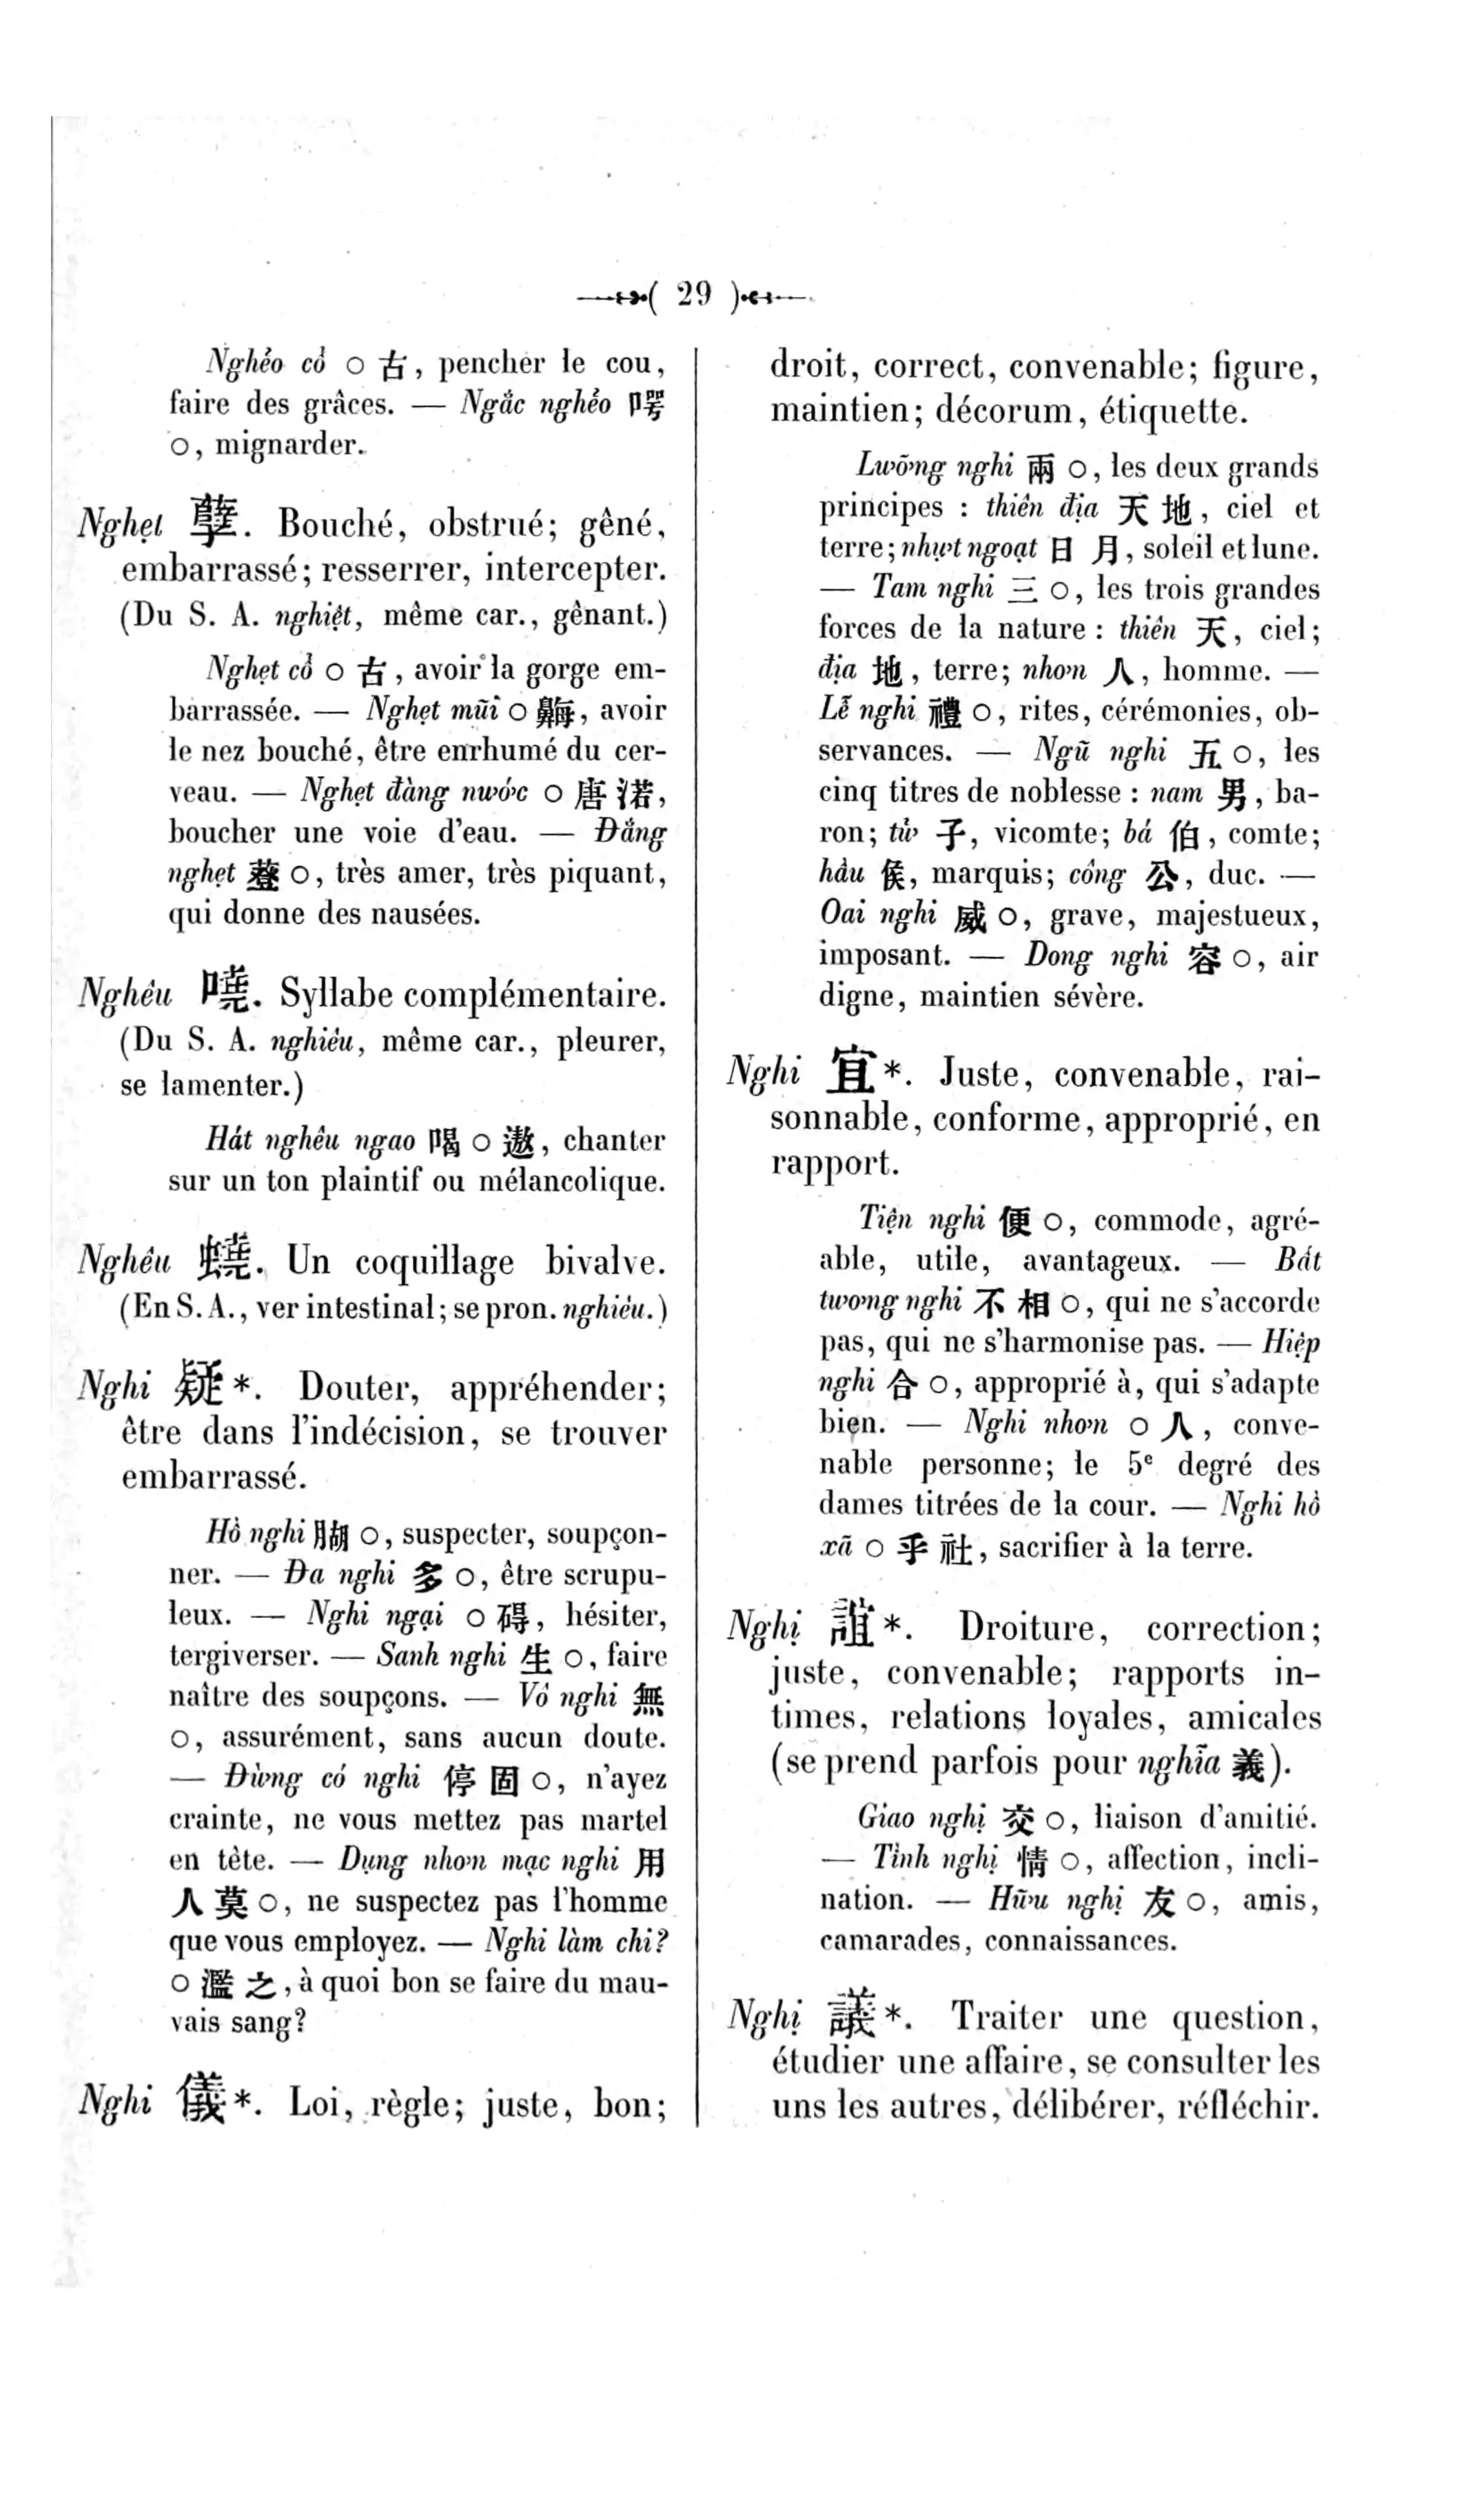 ( 29 )
Nghẻo cổ ○ 古, pencher le cou,
faire des grâces. — Ngắc nghẻo 㗁
○, mignarder.
Nghẹt 孽. Bouché, obstrué; gêné,
embarrassé; resserrer, intercepter.
(Du S. A. nghiệt, même car., gênant.)
Nghẹt cổ ○ 古, avoir la gorge em-
barrassée. — Nghẹt mũi ○ 𪖫, avoir
le nez bouché, être enrhumé du cer-
veau. — Nghẹt đàng nước ○ 唐 渃,
boucher une voie d'eau. — Đắng
nghẹt 䔲 ○, très amer, très piquant,
qui donne des nausées.
Nghêu 嘵. Syllabe complémentaire.
(Du S. A. nghiêu, même car., pleurer,
se lamenter.)
Hát nghêu ngao 喝 ○ 遨, chanter
sur un ton plaintif ou mélancolique.
Nghêu 蟯. Un coquillage bivalve.
(En S. A., ver intestinal; se pron. nghiêu.)
Nghi 疑*. Douter, appréhender;
être dans l'indécision, se trouver
embarrassé.
Hồ nghi 胡 ○, suspecter, soupçon-
ner. — Đa nghi 多 ○, être scrupu-
leux. — Nghi ngại ○ 碍, hésiter,
tergiverser. — Sanh nghi 生 ○, faire
naître des soupçons. — Vô nghi 無
○, assurément, sans aucun doute.
— Đừng có nghi 停 固 ○, n'ayez
crainte, ne vous mettez pas martel
en tête. — Dụng nhơn mạc nghi 用
人 莫 ○, ne suspectez pas l'homme
que vous employez. — Nghi làm chi?
○ 濫 之, à quoi bon se faire du mau-
vais sang?
Nghi 儀*. Loi, règle; juste, bon;
droit, correct, convenable; figure,
maintien; décorum, étiquette.
Lưỡng nghi 兩 ○, les deux grands
principes : thiên địa 天 地, ciel et
terre; nhựt ngoạt 日 月, soleil et lune.
— Tam nghi 三 ○, les trois grandes
forces de la nature : thiên 天, ciel;
địa 地, terre; nhơn 人, homme. —
Lễ nghi 禮 ○, rites, cérémonies, ob-
servances. — Ngũ nghi 五 ○, les
cinq titres de noblesse : nam 男, ba-
ron; tử 子, vicomte; bá 伯, comte;
hầu 侯, marquis; công 公, duc. —
Oai nghi 威 ○, grave, majestueux,
imposant. — Dong nghi 容 ○, air
digne, maintien sévère.
Nghi 宜*. Juste, convenable, rai-
sonnable, conforme, approprié, en
rapport.
Tiện nghi 便 ○, commode, agré-
able, utile, avantageux. — Bất
tương nghi 不 相 ○, qui ne s'accorde
pas, qui ne s'harmonise pas. — Hiệp
nghi 合 ○, approprié à, qui s'adapte
bien. — Nghi nhơn ○ 人, conve-
nable personne; le 5e degré des
dames titrées de la cour. — Nghi hồ
xã ○ 乎 社, sacrifier à la terre.
Nghị 誼*. Droiture, correction;
juste, convenable; rapports in-
times, relations loyales, amicales
(se prend parfois pour nghĩa 義).
Giao nghị 交 ○, liaison d'amitié.
— Tình nghị 情 ○, affection, incli-
nation. — Hữu nghị 友 ○, amis,
camarades, connaissances.
Nghị 議*. Traiter une question,
étudier une affaire, se consulter les
uns les autres, délibérer, réfléchir.